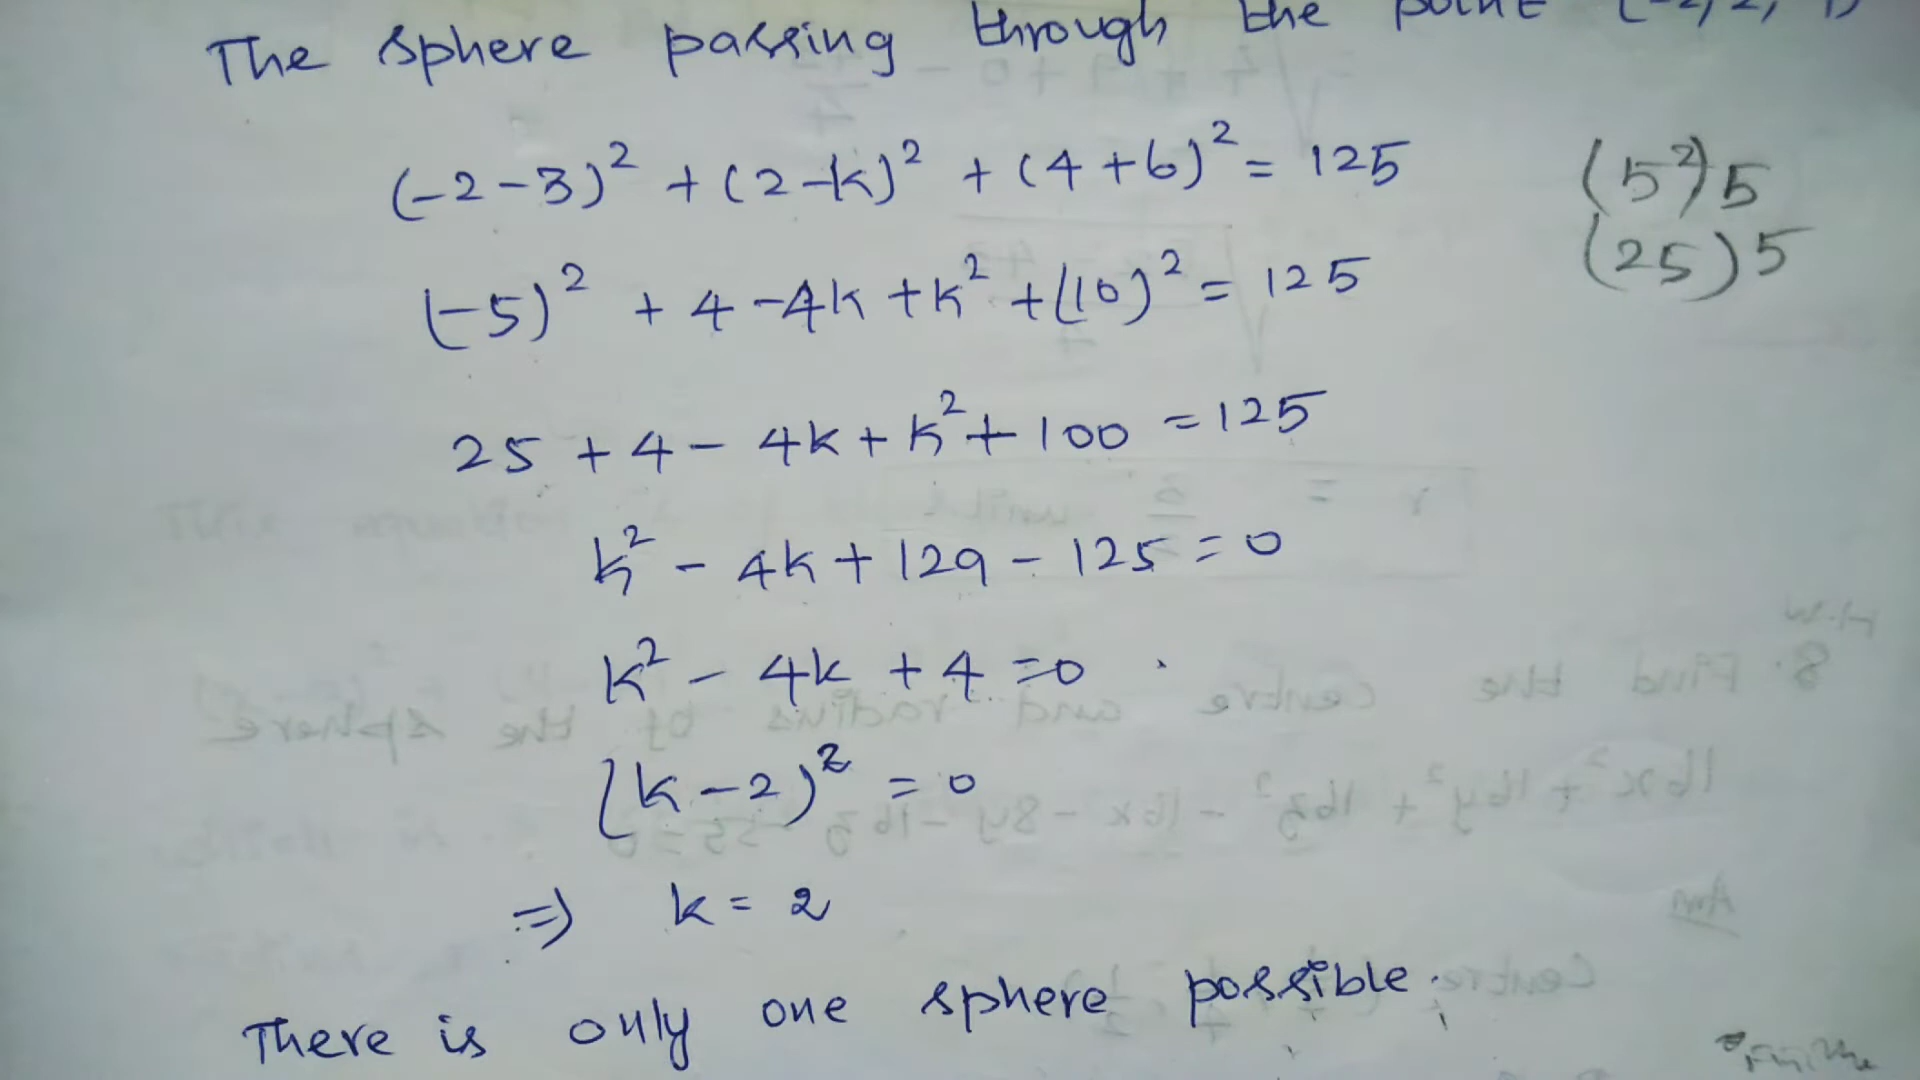 The sphere passing through the point
(-2-3)² + (2-k)² + (4+6)² = 125
(5²)5
(-5)² + 4 - 4k + k² + (10)² = 125
(25)5
25 + 4 - 4k + k² + 100 = 125
k² - 4k + 129 - 125 = 0
k² - 4k + 4 = 0
(k-2)² = 0
⇒ k = 2
There is only one sphere possible.